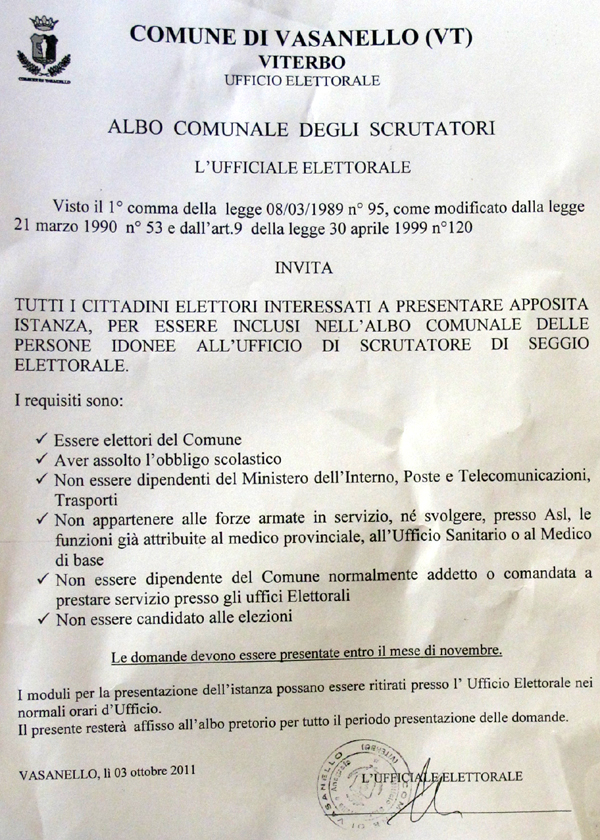 COMUNE DI VASANELLO (VT)
VITERBO
UFFICIO ELETTORALE
ALBO COMUNALE DEGLI SCRUTATORI
L'UFFICIALE ELETTORALE
Visto il 1° comma della legge 08/03/1989 n° 95, come modificato dalla legge
21 marzo 1990 n° 53 e dall'art.9 della legge 30 aprile 1999 n°120
INVITA
TUTTI I CITTADINI ELETTORI INTERESSATI A PRESENTARE APPOSITA
ISTANZA, PER ESSERE INCLUSI NELL'ALBO COMUNALE DELLE
PERSONE IDONEE ALL'UFFICIO DI SCRUTATORE DI SEGGIO
ELETTORALE.
I requisiti sono:
✓ Essere elettori del Comune
✓ Aver assolto l'obbligo scolastico
✓ Non essere dipendenti del Ministero dell'Interno, Poste e Telecomunicazioni,
Trasporti
✓ Non appartenere alle forze armate in servizio, né svolgere, presso Asl, le
funzioni già attribuite al medico provinciale, all'Ufficio Sanitario o al Medico
di base
✓ Non essere dipendente del Comune normalmente addetto o comandata a
prestare servizio presso gli uffici Elettorali
✓ Non essere candidato alle elezioni
Le domande devono essere presentate entro il mese di novembre.
I moduli per la presentazione dell'istanza possano essere ritirati presso l' Ufficio Elettorale nei
normali orari d'Ufficio.
Il presente resterà affisso all'albo pretorio per tutto il periodo presentazione delle domande.
VASANELLO, lì 03 ottobre 2011
L'UFFICIALE ELETTORALE
COMUNE DI VASANELLO (VITERBO)